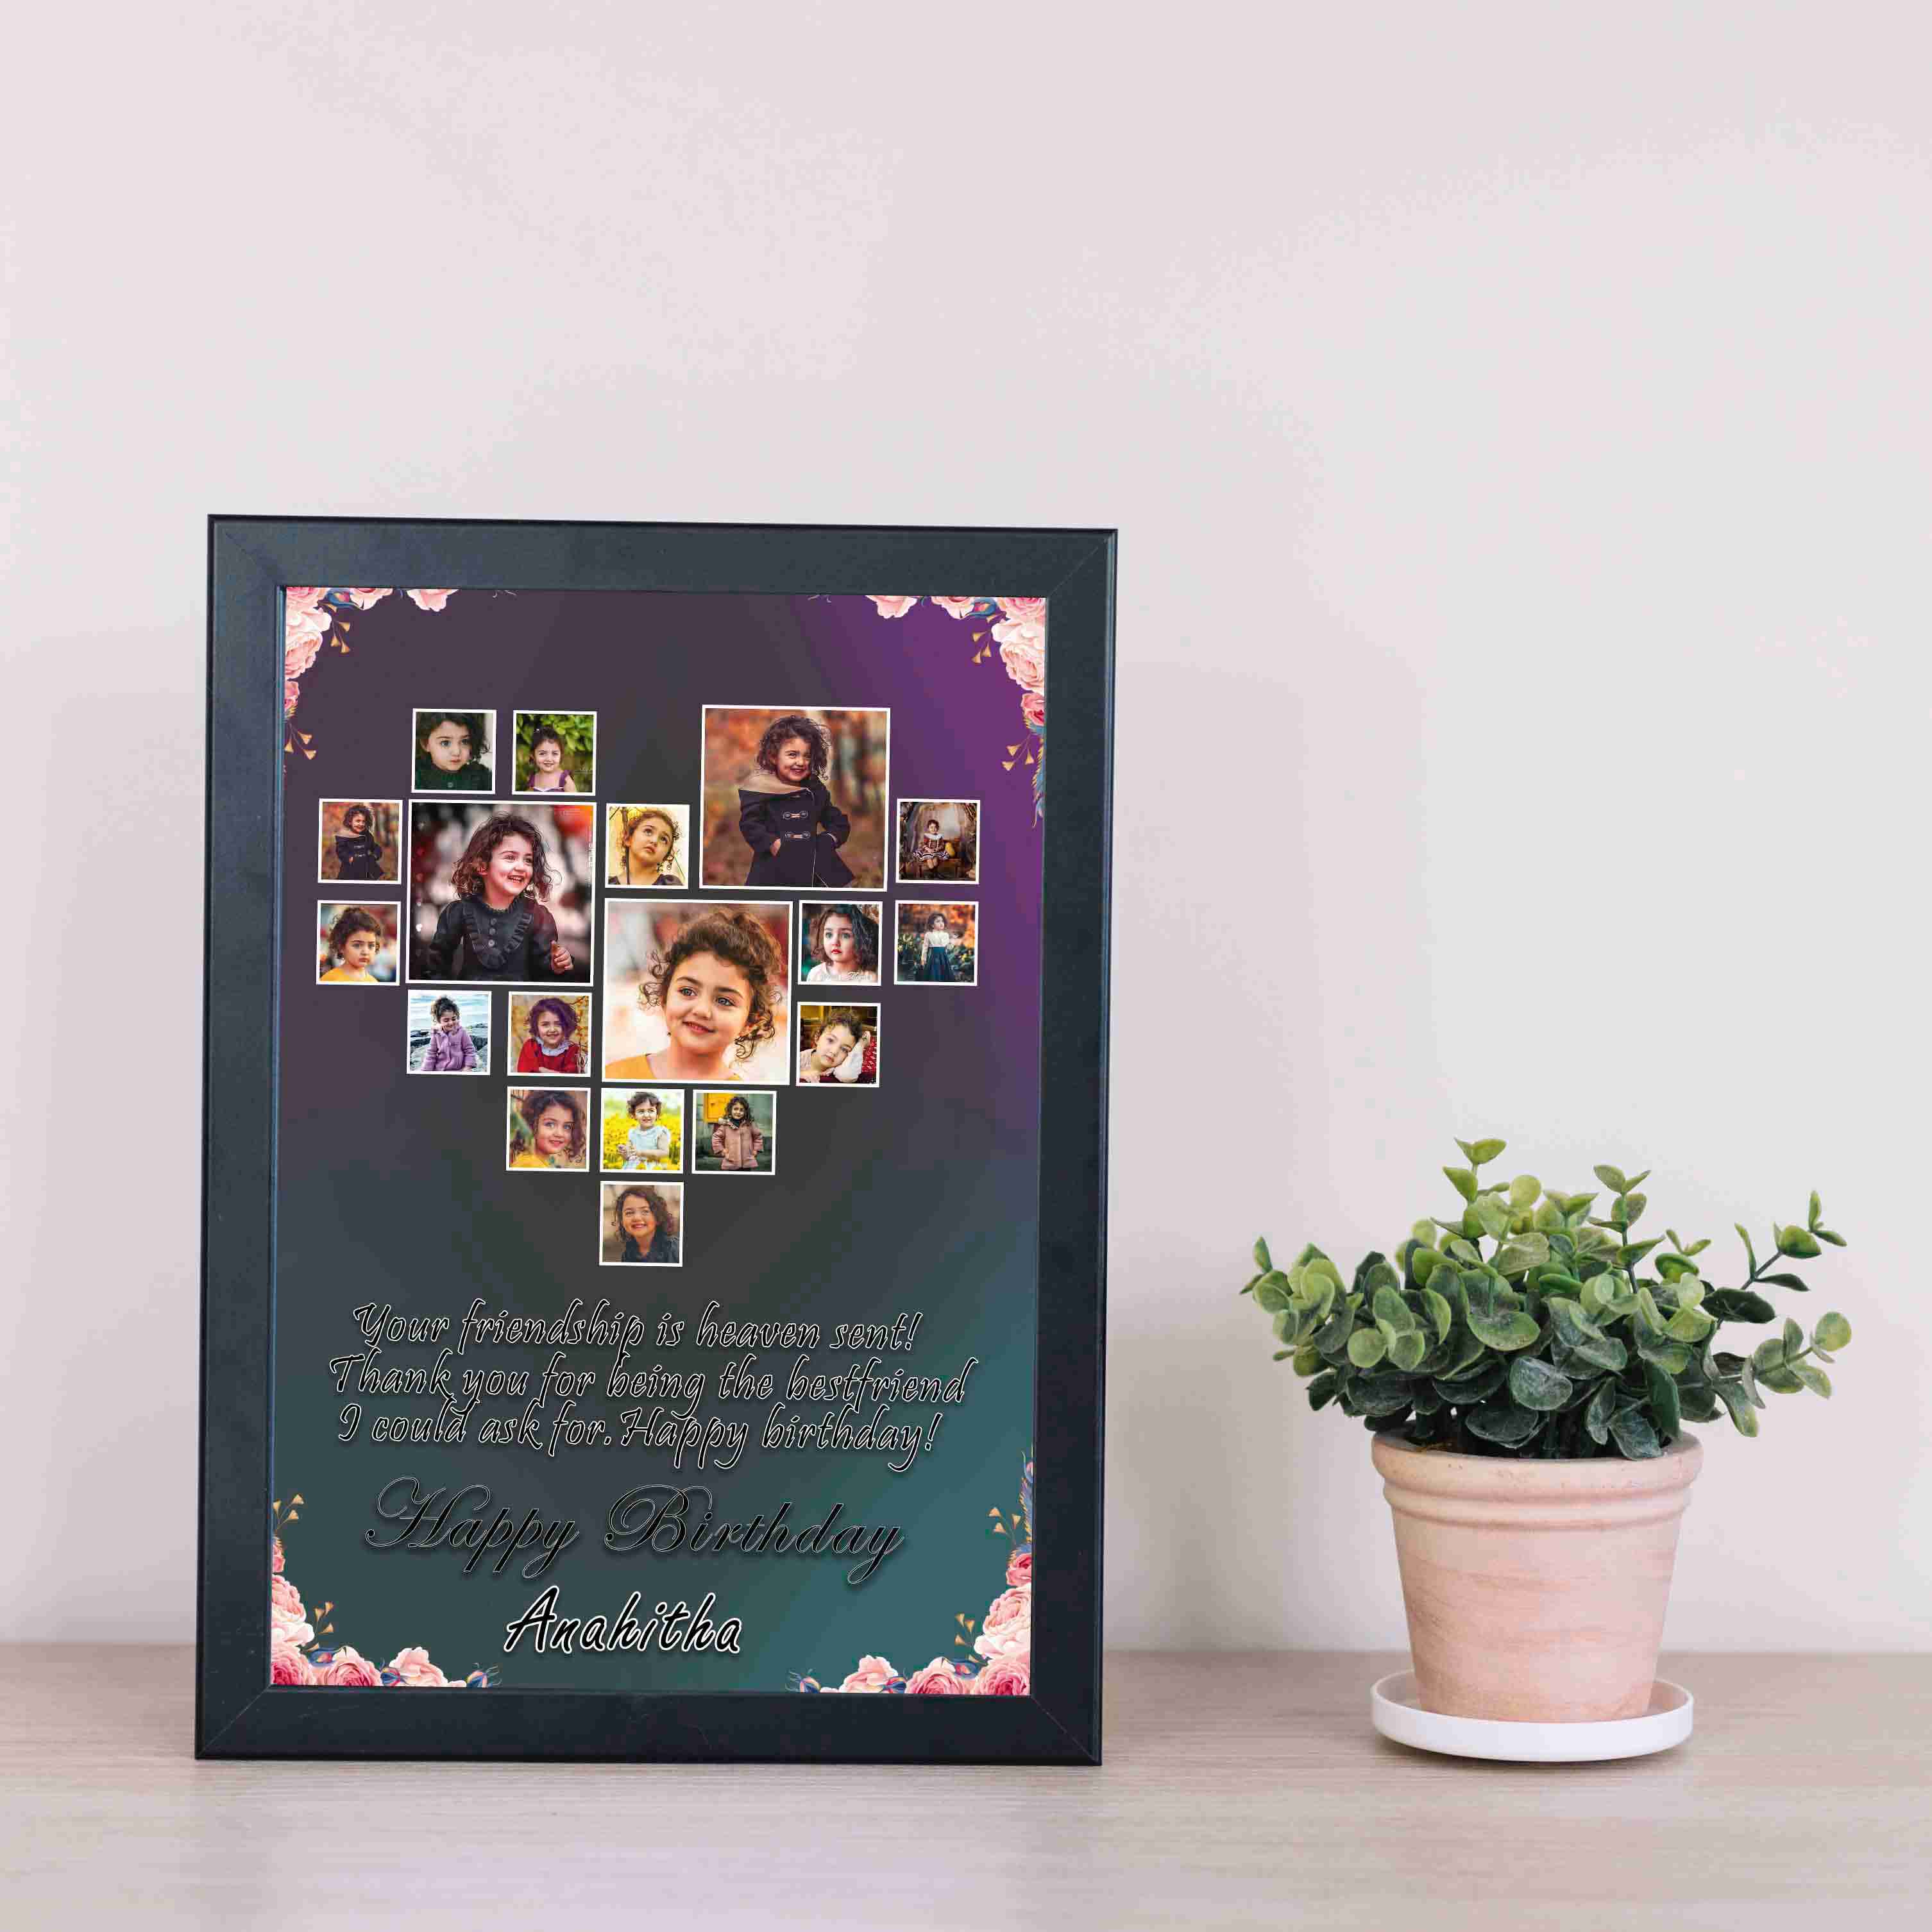 Your friendship is heaven sent!
Thank you for being the bestfriend
I could ask for. Happy birthday!
Happy Birthday
Anahitha